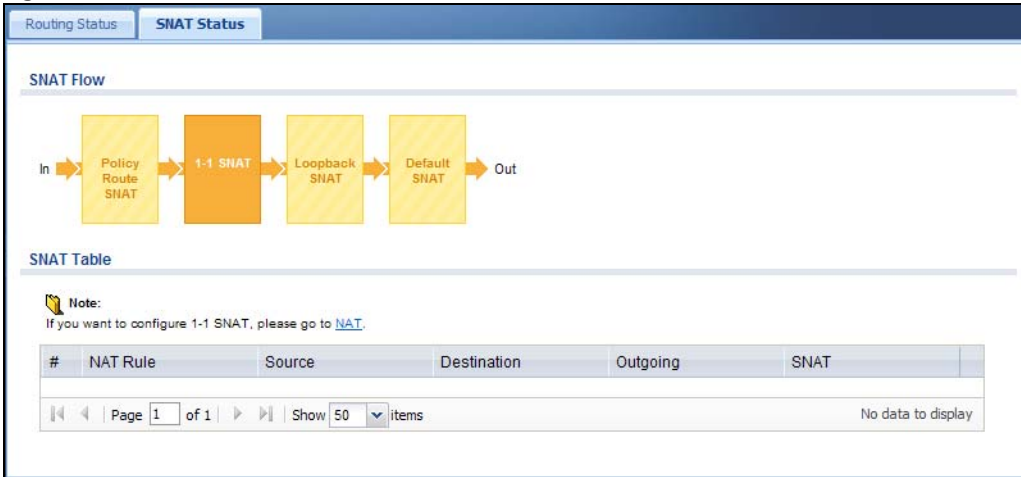 Routing Status SNAT Status
SNAT Flow
In Policy Route SNAT 1-1 SNAT Loopback SNAT Default SNAT Out
SNAT Table
Note:
If you want to configure 1-1 SNAT, please go to NAT.
# NAT Rule Source Destination Outgoing SNAT
Page 1 of 1 Show 50 items No data to display